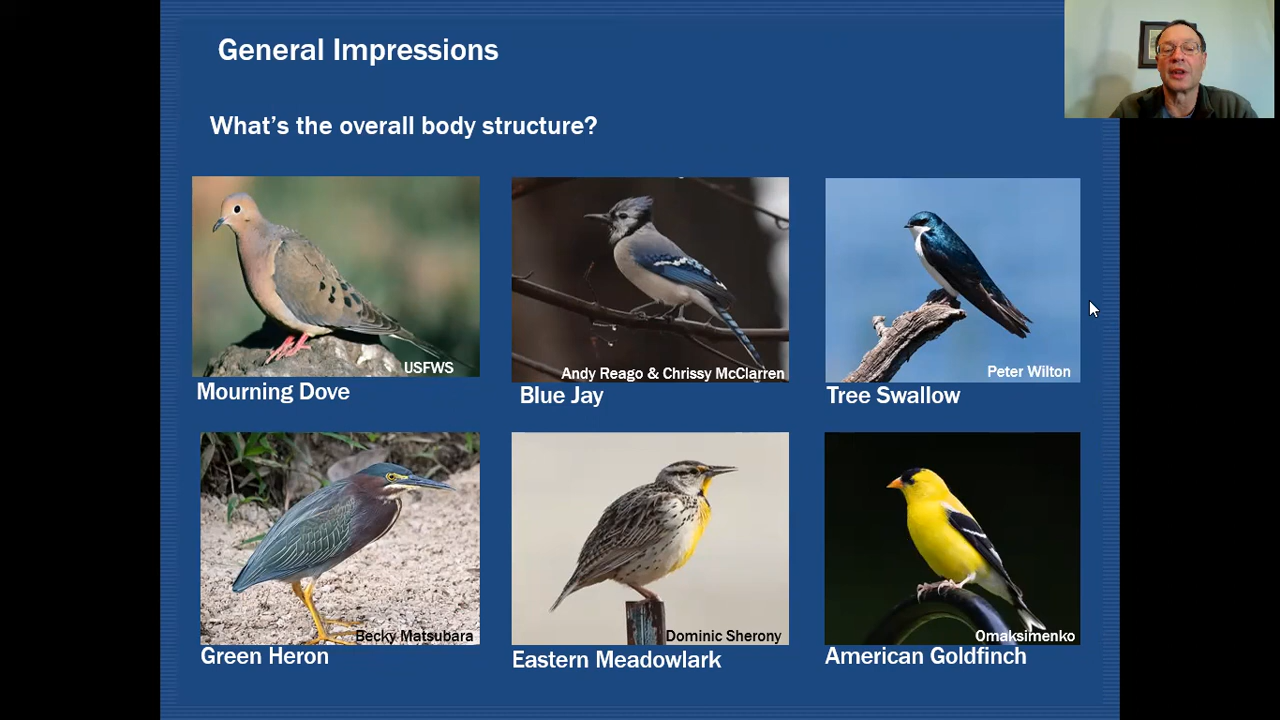 General Impressions
What's the overall body structure?
USFWS
Andy Reago & Chrissy McClarren
Peter Wilton
Mourning Dove
Blue Jay
Tree Swallow
Becky Matsubara
Dominic Sherony
Omaksimenko
Green Heron
Eastern Meadowlark
American Goldfinch